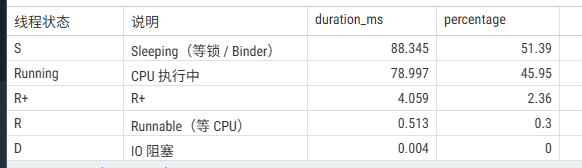 线程状态 说明 duration_ms percentage
S Sleeping（等锁 / Binder） 88.345 51.39
Running CPU 执行中 78.997 45.95
R+ R+ 4.059 2.36
R Runnable（等 CPU） 0.513 0.3
D IO 阻塞 0.004 0